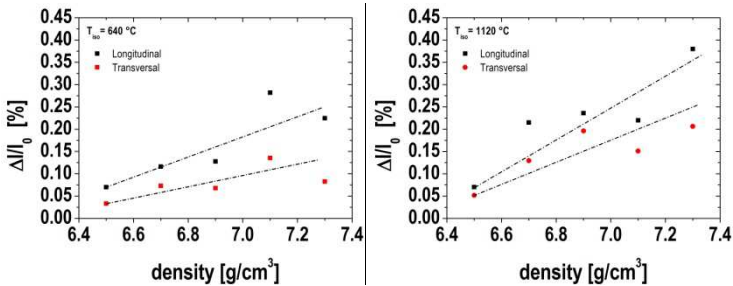 T_iso = 640 °C
Longitudinal
Transversal
0.45
0.40
0.35
0.30
0.25
0.20
0.15
0.10
0.05
0.00
Δl/l_0 [%]
6.4 6.6 6.8 7.0 7.2 7.4
density [g/cm³]
T_iso = 1120 °C
Longitudinal
Transversal
0.45
0.40
0.35
0.30
0.25
0.20
0.15
0.10
0.05
0.00
Δl/l_0 [%]
6.4 6.6 6.8 7.0 7.2 7.4
density [g/cm³]